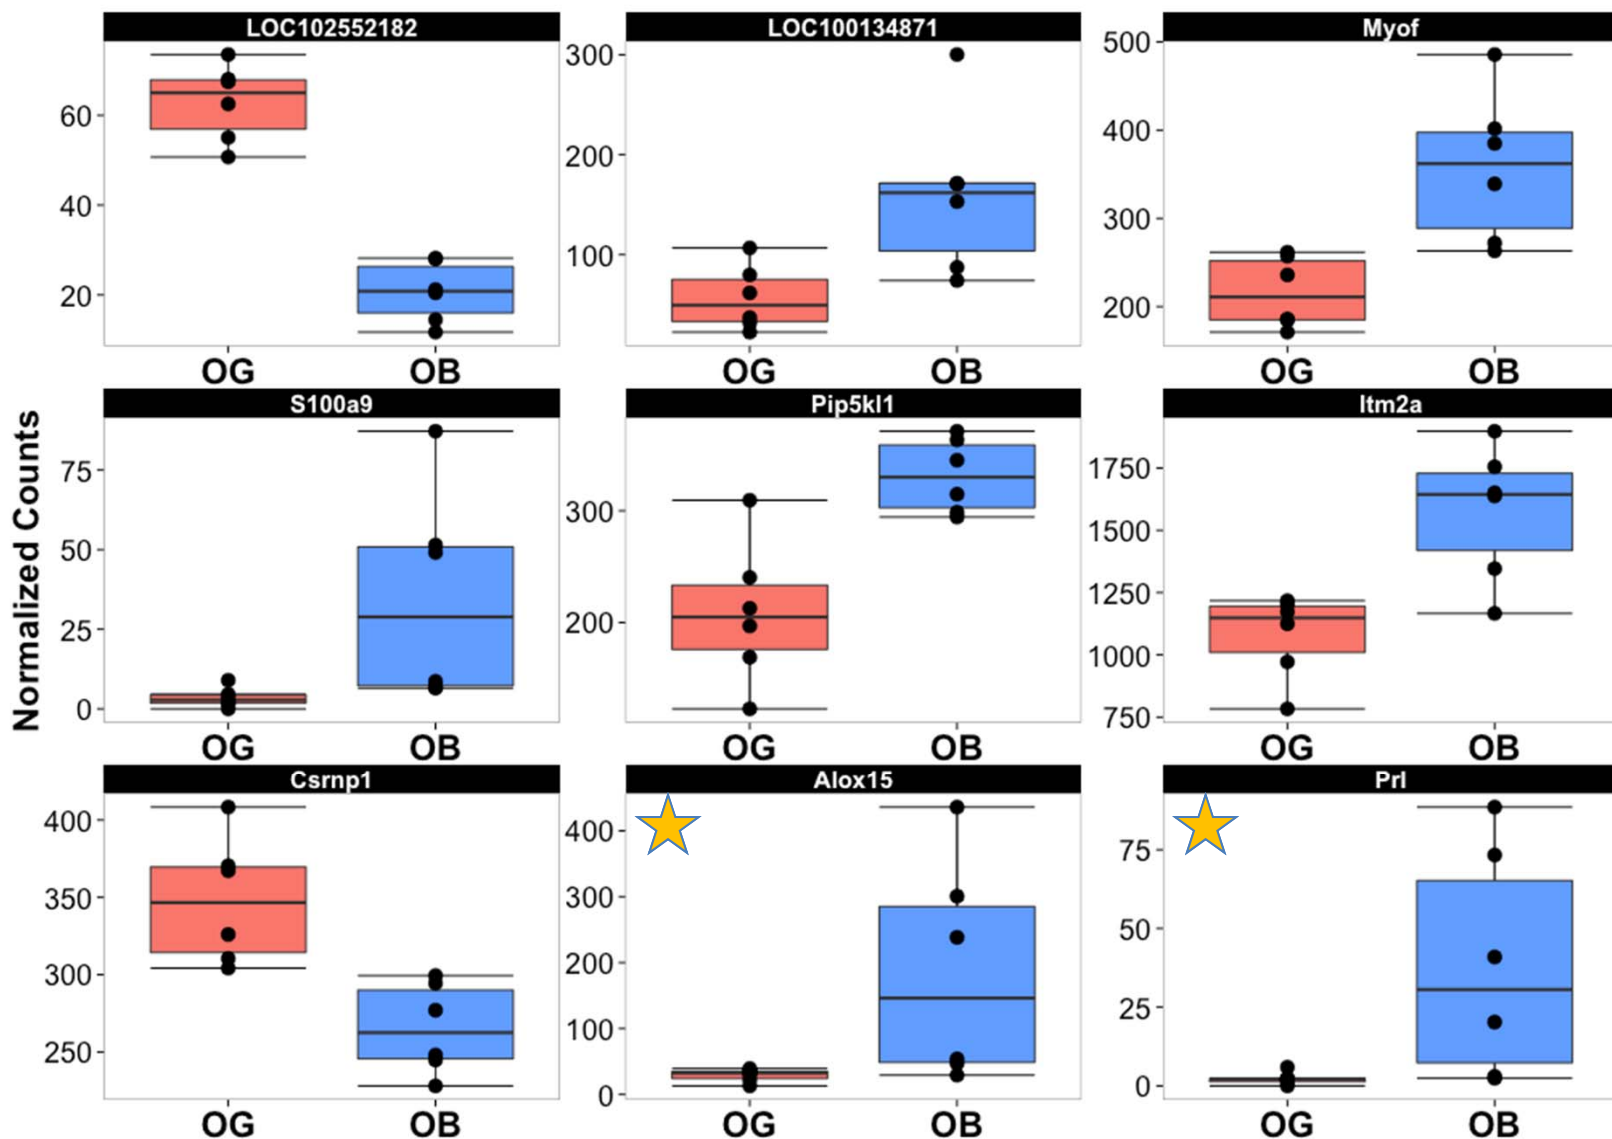 LOC102552182
LOC100134871
Myof
60
40
20
300
200
100
500
400
300
200
OG OB
OG OB
OG OB
Normalized Counts
S100a9
Pip5kl1
Itm2a
75
50
25
0
300
200
1750
1500
1250
1000
750
OG OB
OG OB
OG OB
Csrnp1
Alox15
Prl
400
350
300
250
400
300
200
100
0
75
50
25
0
OG OB
OG OB
OG OB